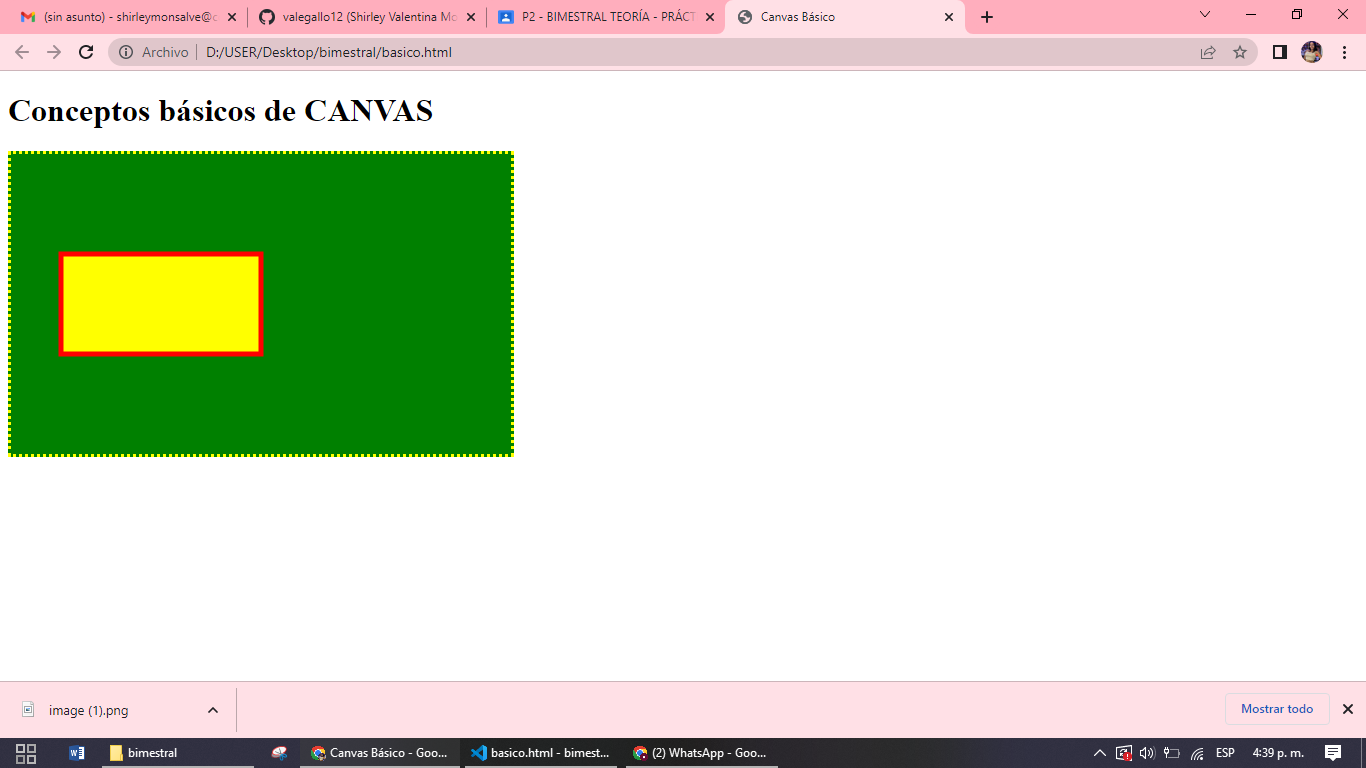 (sin asunto) - shirleymonsalve@c
valegallo12 (Shirley Valentina Mo
P2 - BIMESTRAL TEORÍA - PRÁCT
Canvas Básico
Archivo
D:/USER/Desktop/bimestral/basico.html
Conceptos básicos de CANVAS
image (1).png
Mostrar todo
bimestral
Canvas Básico - Goo...
basico.html - bimest...
(2) WhatsApp - Goo...
ESP
4:39 p. m.